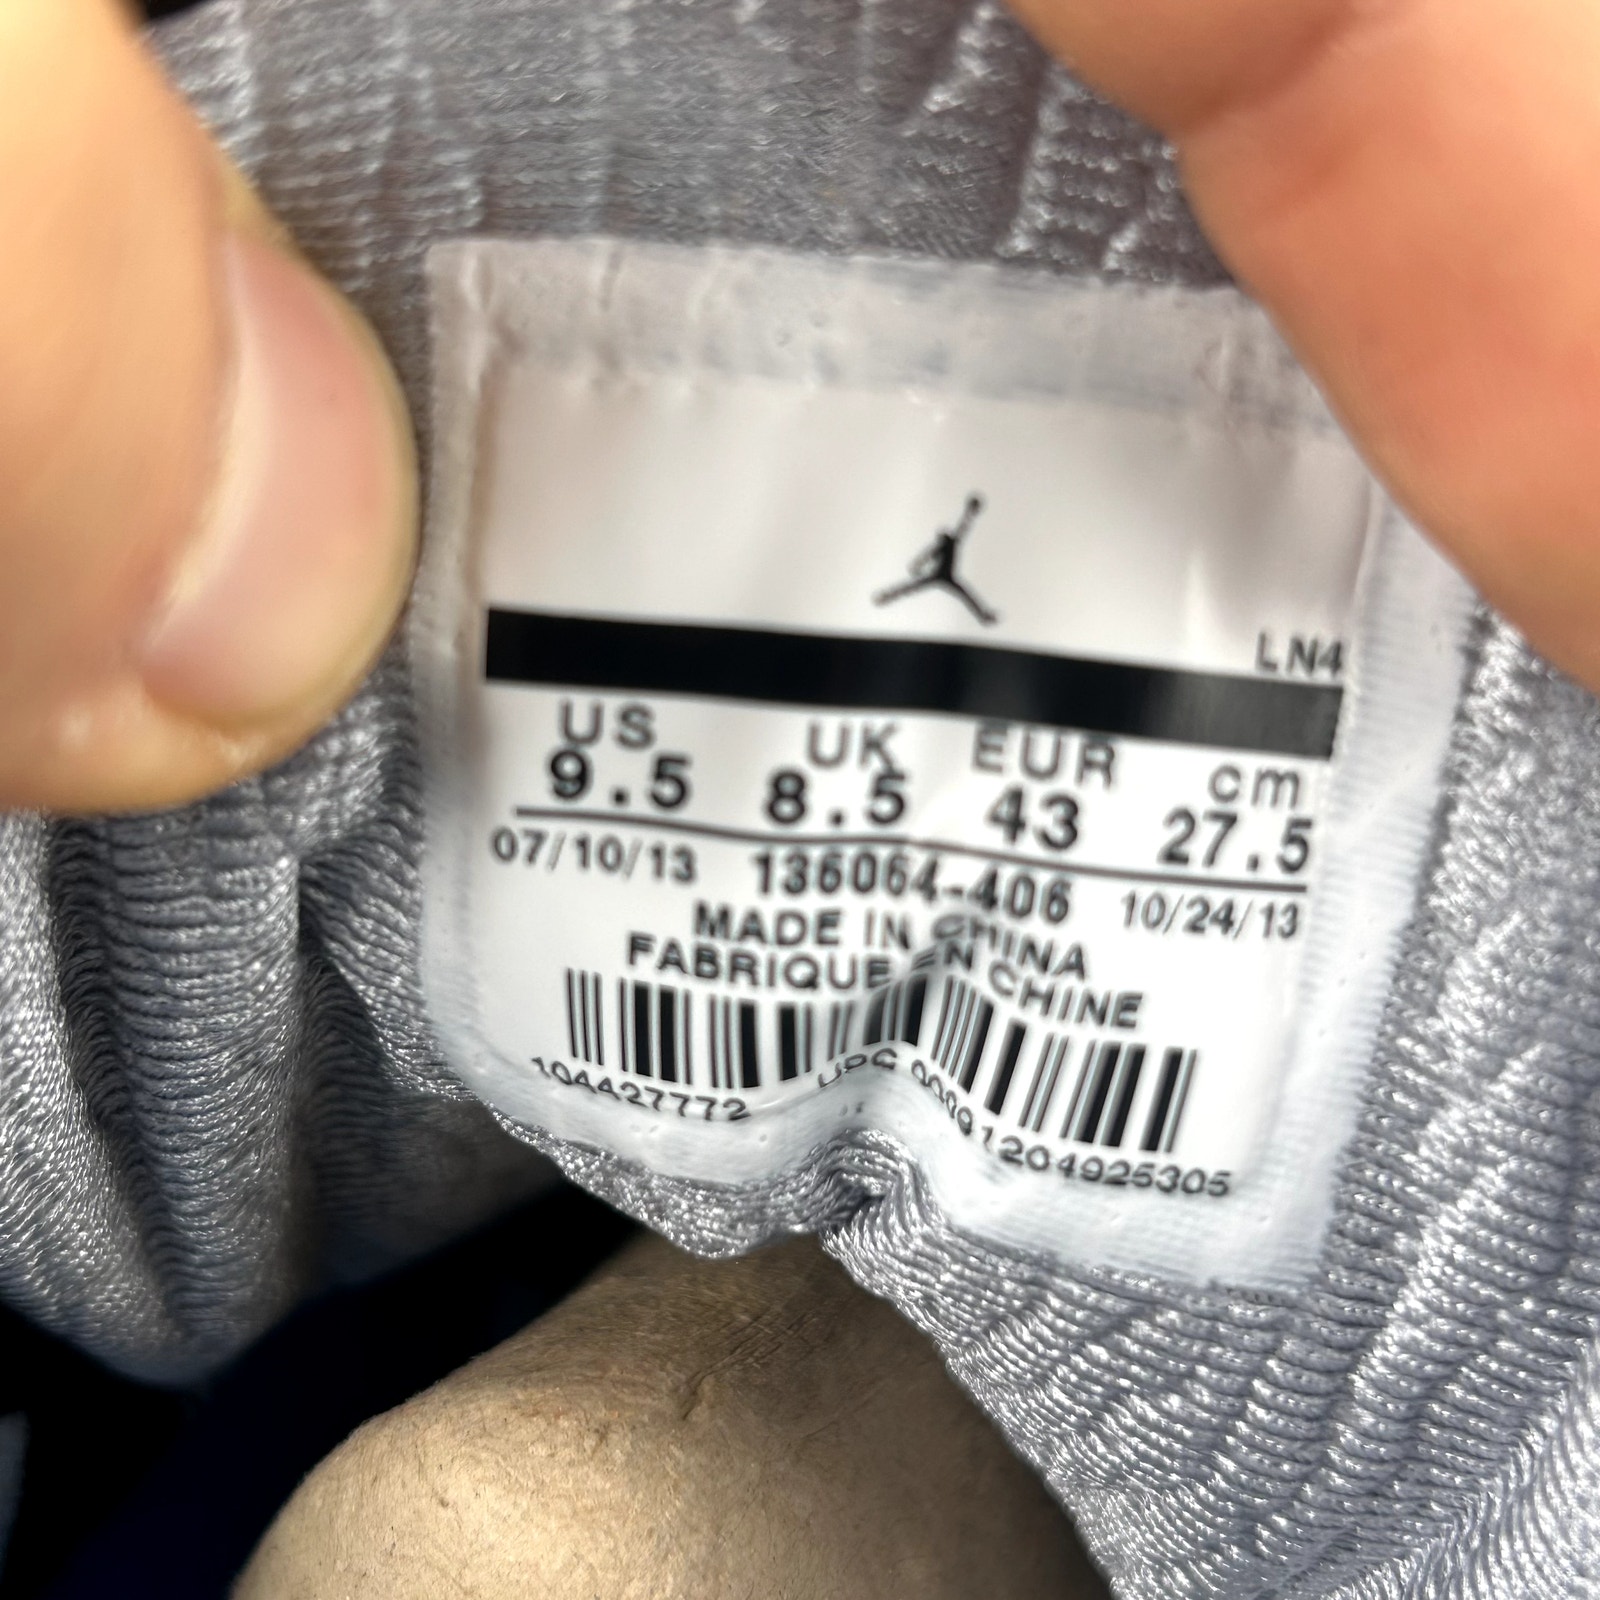 LN4
US UK EUR cm
9.5 8.5 43 27.5
07/10/13 136064-406 10/24/13
MADE IN CHINA
FABRIQUE EN CHINE
104427772 UPC 00091204925305